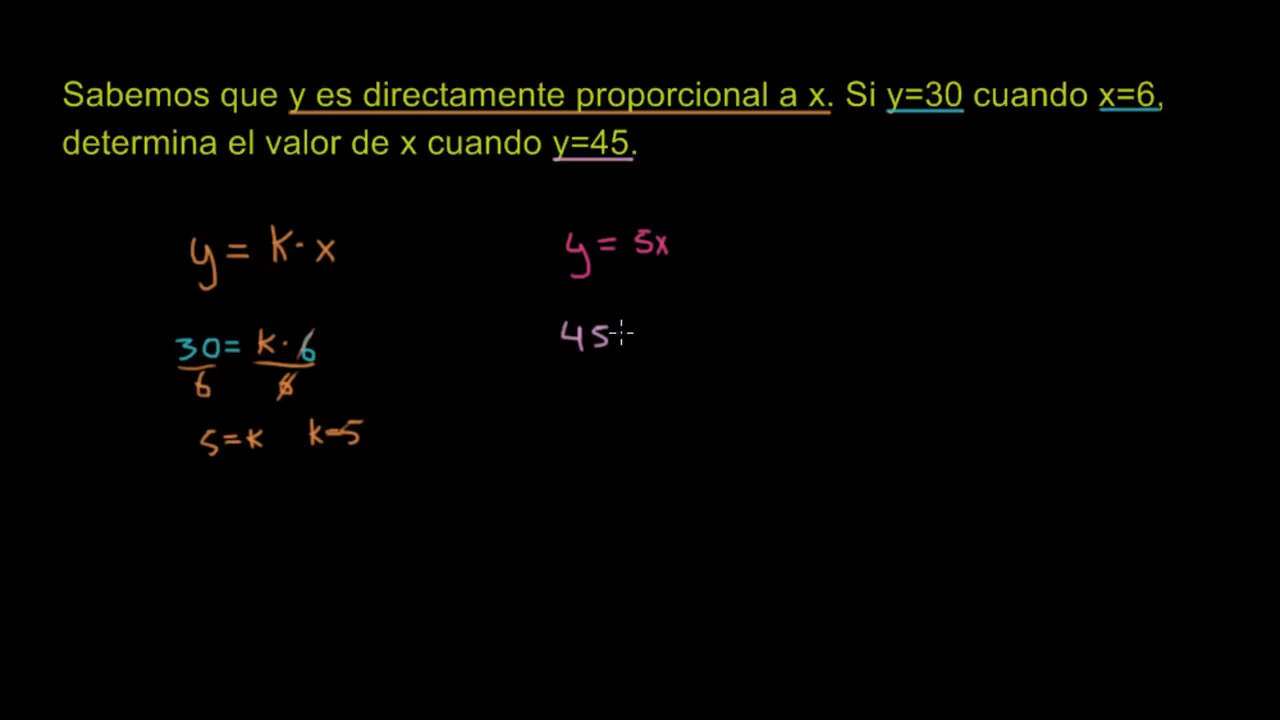 Sabemos que y es directamente proporcional a x. Si y=30 cuando x=6,
determina el valor de x cuando y=45.
y = k · x
y = 5x
30 = k · 6
6 6
45
5 = k k = 5